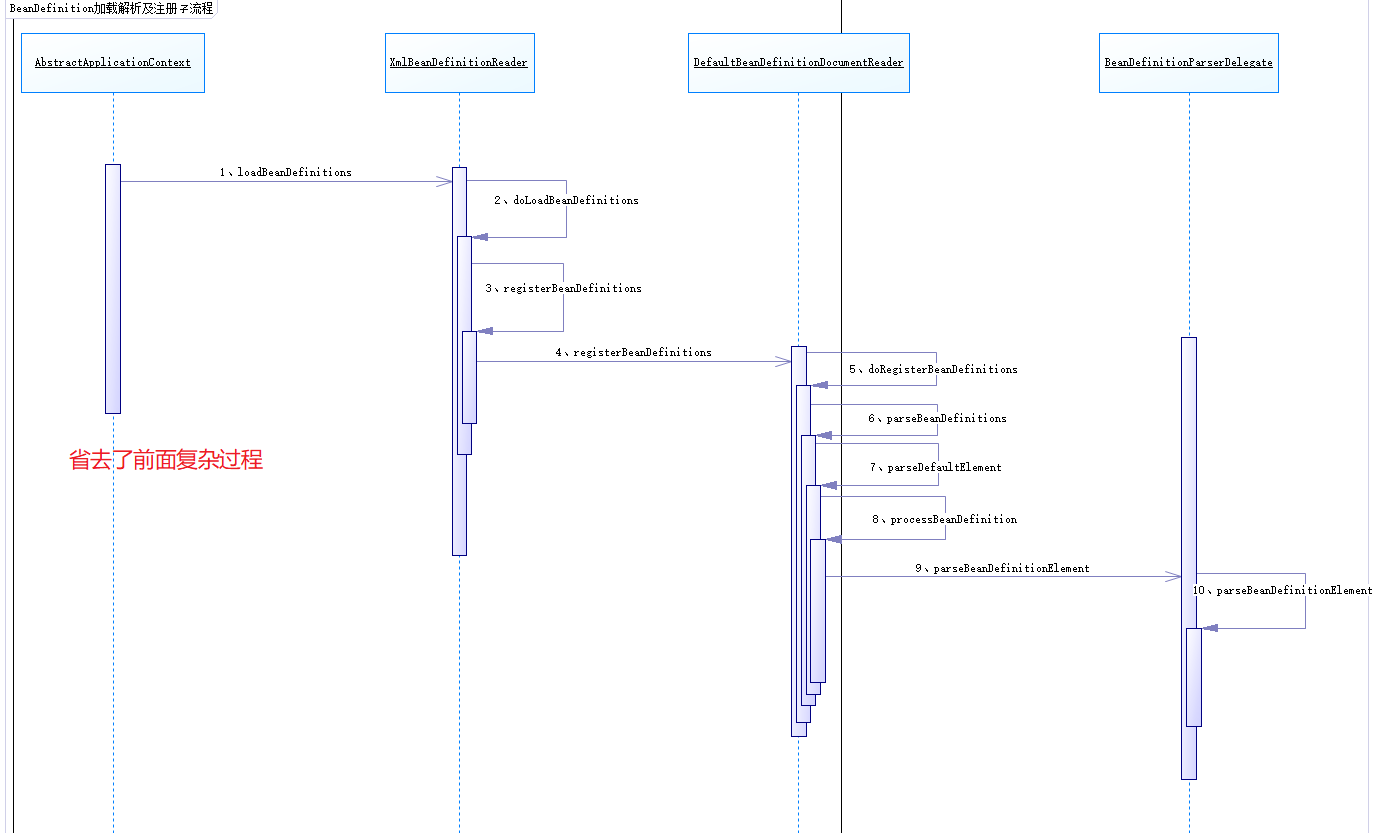 BeanDefinition加载解析及注册子流程
AbstractApplicationContext
XmlBeanDefinitionReader
DefaultBeanDefinitionDocumentReader
BeanDefinitionParserDelegate
1、loadBeanDefinitions
2、doLoadBeanDefinitions
3、registerBeanDefinitions
4、registerBeanDefinitions
5、doRegisterBeanDefinitions
6、parseBeanDefinitions
7、parseDefaultElement
8、processBeanDefinition
9、parseBeanDefinitionElement
10、parseBeanDefinitionElement
省去了前面复杂过程